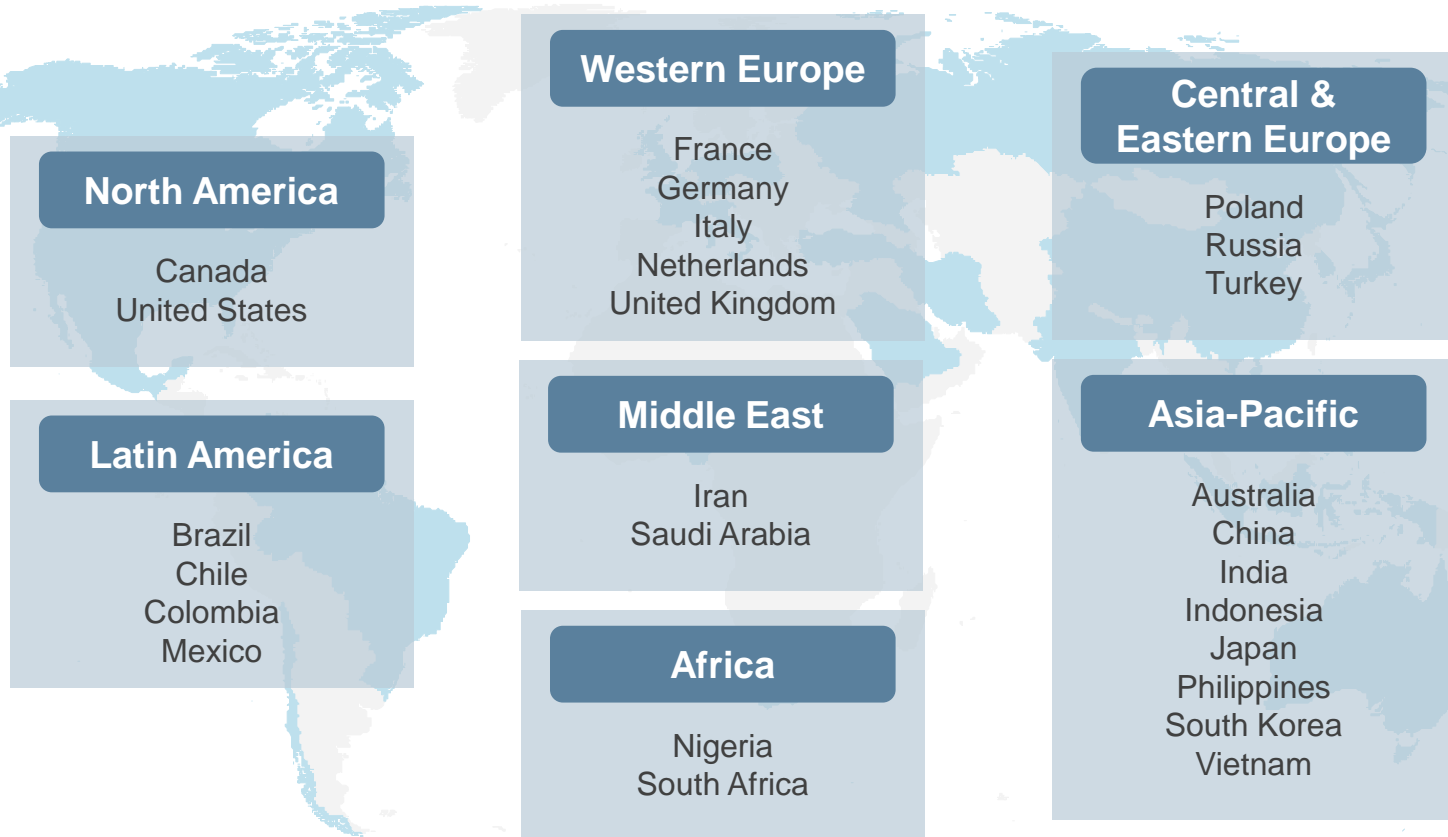 North America
Canada
United States
Latin America
Brazil
Chile
Colombia
Mexico
Western Europe
France
Germany
Italy
Netherlands
United Kingdom
Middle East
Iran
Saudi Arabia
Africa
Nigeria
South Africa
Central &
Eastern Europe
Poland
Russia
Turkey
Asia-Pacific
Australia
China
India
Indonesia
Japan
Philippines
South Korea
Vietnam